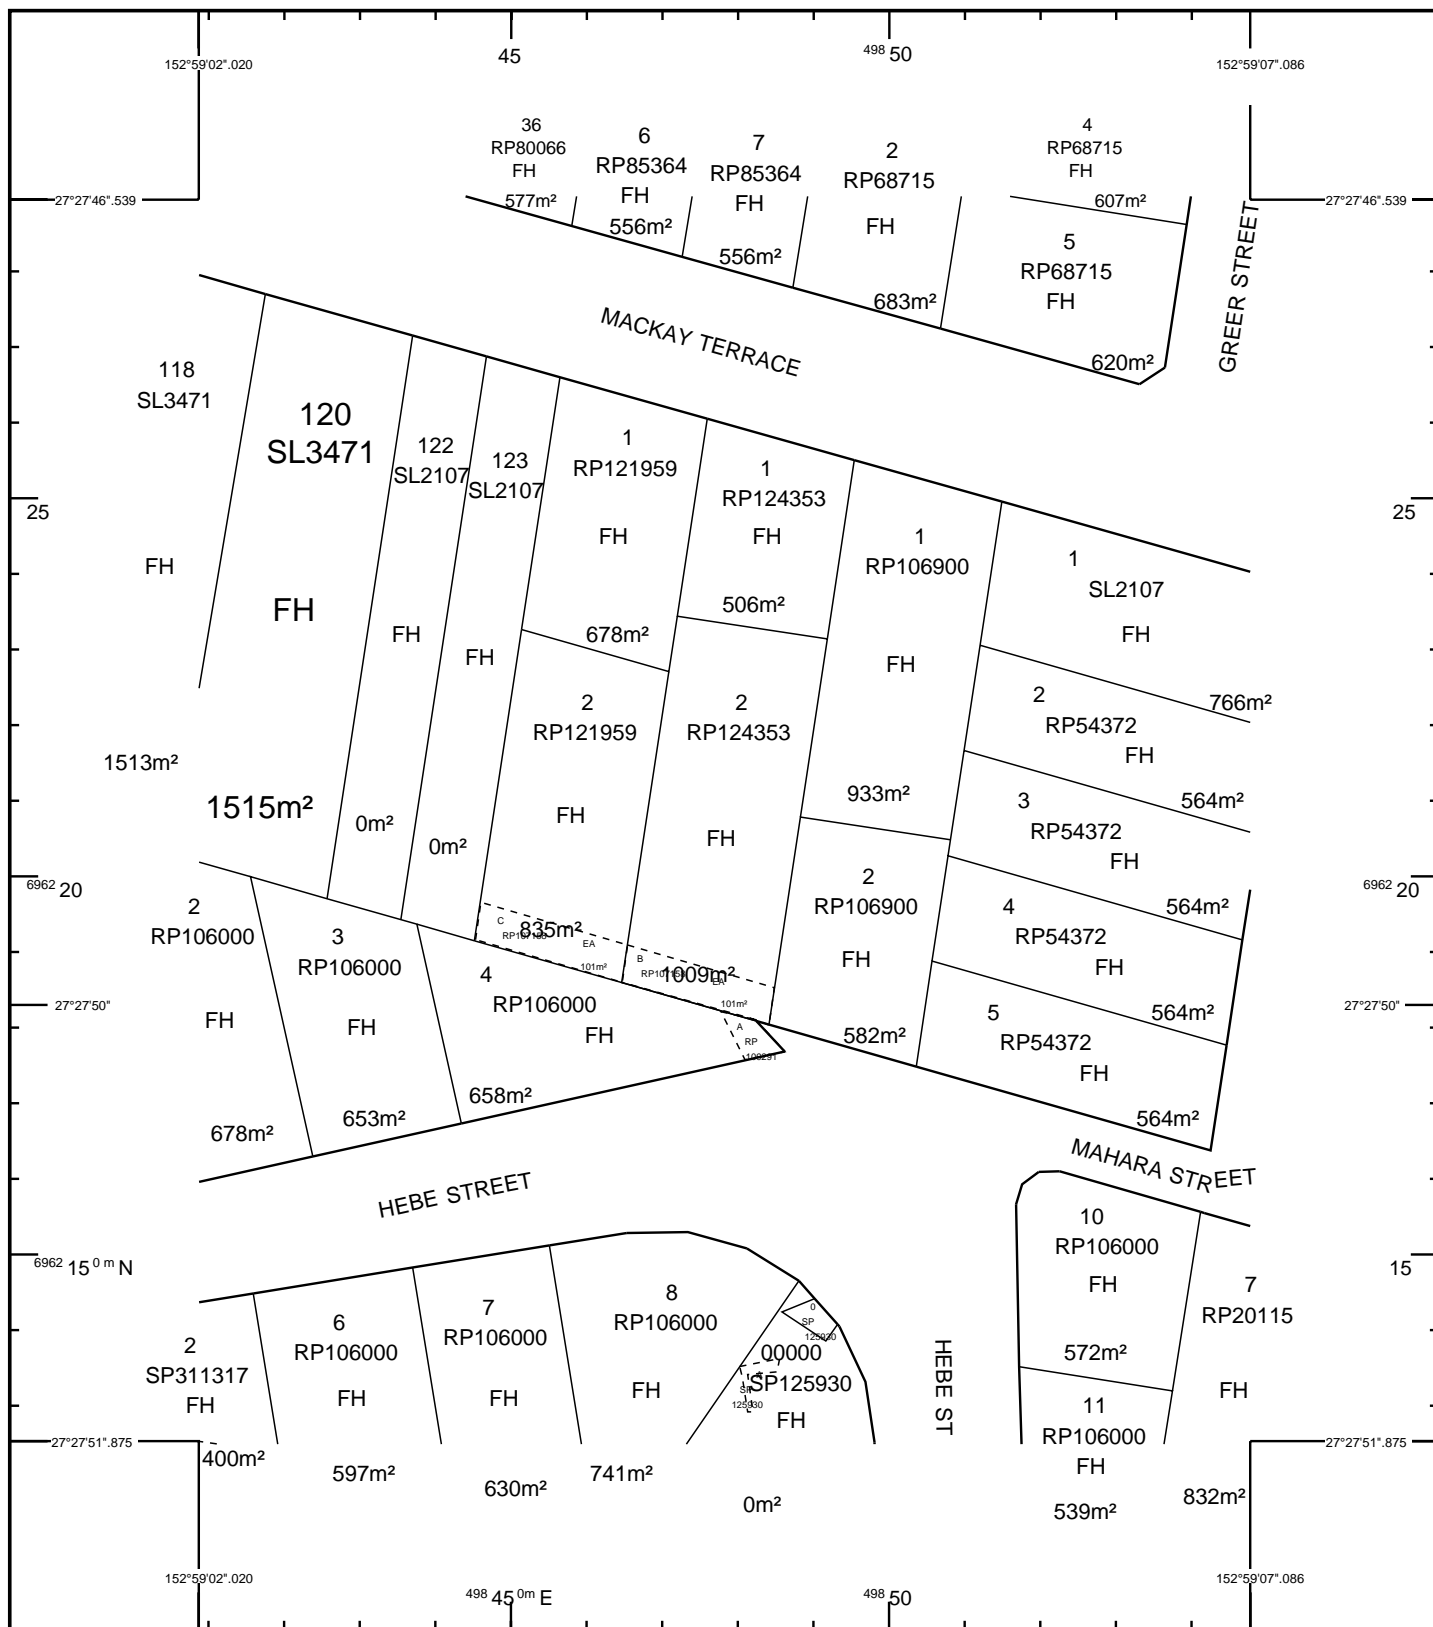 45
498 50
152°59'02".020
152°59'07".086
36
RP80066
FH
577m²
6
RP85364
FH
556m²
7
RP85364
FH
556m²
2
RP68715
FH
683m²
4
RP68715
FH
607m²
5
RP68715
FH
620m²
27°27'46".539
27°27'46".539
GREER STREET
MACKAY TERRACE
118
SL3471
FH
1513m²
120
SL3471
FH
1515m²
122
SL2107
FH
0m²
123
SL2107
FH
0m²
1
RP121959
FH
678m²
1
RP124353
FH
506m²
1
RP106900
FH
933m²
1
SL2107
FH
766m²
25
25
2
RP121959
FH
835m²
2
RP124353
FH
1009m²
2
RP54372
FH
564m²
3
RP54372
FH
564m²
2
RP106900
FH
582m²
4
RP54372
FH
564m²
5
RP54372
FH
564m²
6962 20
6962 20
C
EA
101m²
B
EA
101m²
A
RP
2
RP106000
FH
678m²
3
RP106000
FH
653m²
4
RP106000
FH
658m²
27°27'50"
27°27'50"
MAHARA STREET
HEBE STREET
6962 15 0 m N
15
2
SP311317
FH
400m²
6
RP106000
FH
597m²
7
RP106000
FH
630m²
8
RP106000
FH
741m²
0
SP
125930
00000
SP125930
FH
0m²
A
SP
125930
HEBE ST
10
RP106000
FH
572m²
11
RP106000
FH
539m²
7
RP20115
FH
832m²
27°27'51".875
27°27'51".875
152°59'02".020
152°59'07".086
498 45 0m E
498 50